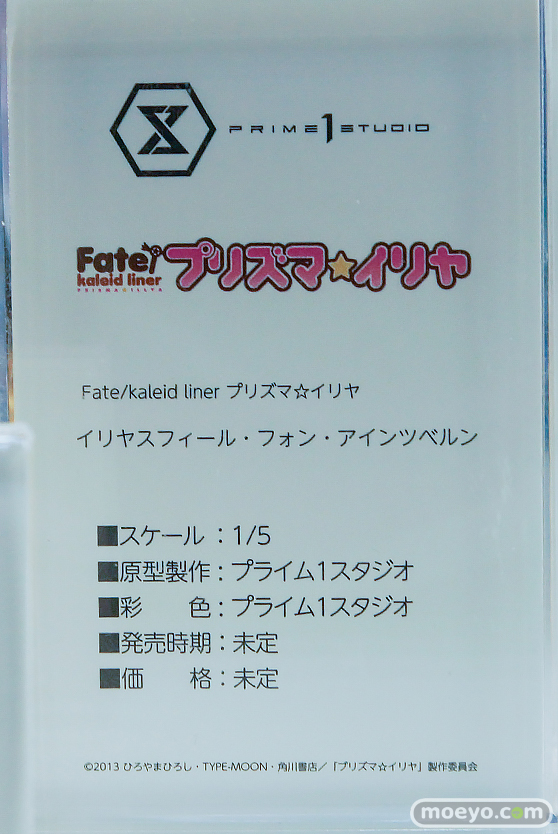 PRIME 1 STUDIO
Fate/ プリズマ☆イリヤ
kaleid liner
PRISMA☆ILLYA
Fate/kaleid liner プリズマ☆イリヤ
イリヤスフィール・フォン・アインツベルン
■スケール：1/5
■原型製作：プライム1スタジオ
■彩　　色：プライム1スタジオ
■発売時期：未定
■価　　格：未定
©2013 ひろやまひろし・TYPE-MOON・角川書店／「プリズマ☆イリヤ」製作委員会
moeyo.com